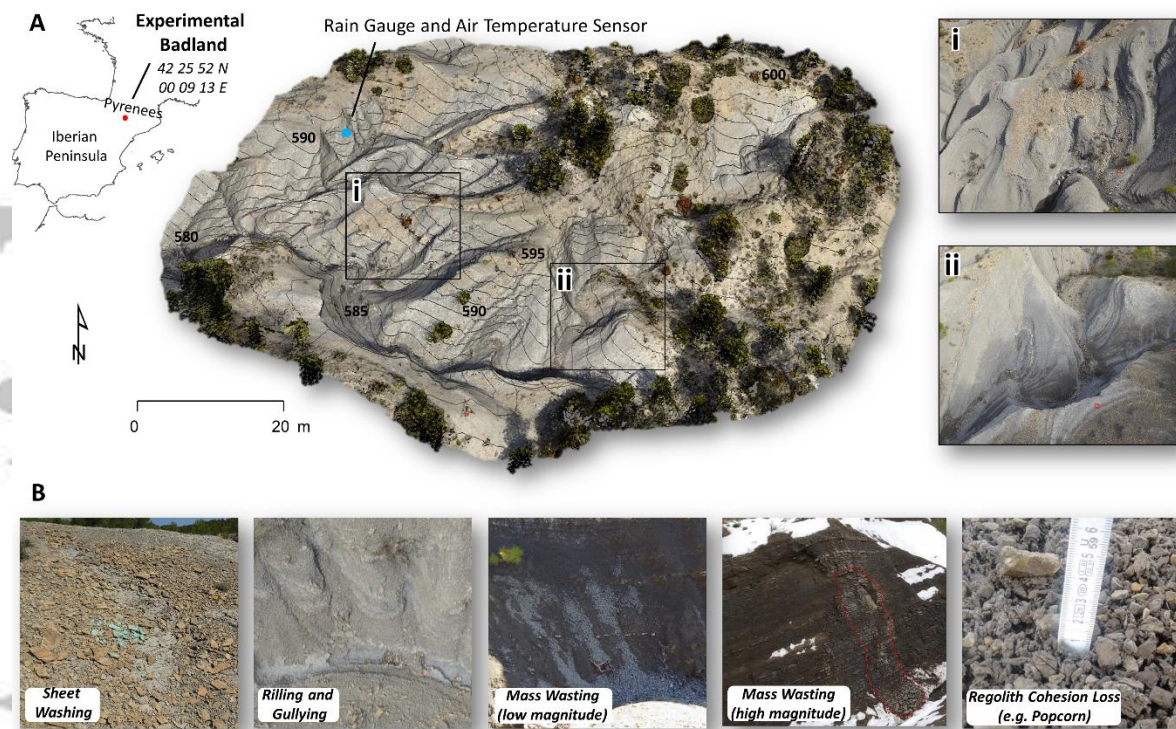 A
Experimental
Badland
42 25 52 N
00 09 13 E
Pyrenees
Iberian
Peninsula
N
Rain Gauge and Air Temperature Sensor
600
590
i
580
595
ii
585
590
0 20 m
i
ii
B
Sheet
Washing
Rilling and
Gullying
Mass Wasting
(low magnitude)
Mass Wasting
(high magnitude)
Regolith Cohesion Loss
(e.g. Popcorn)